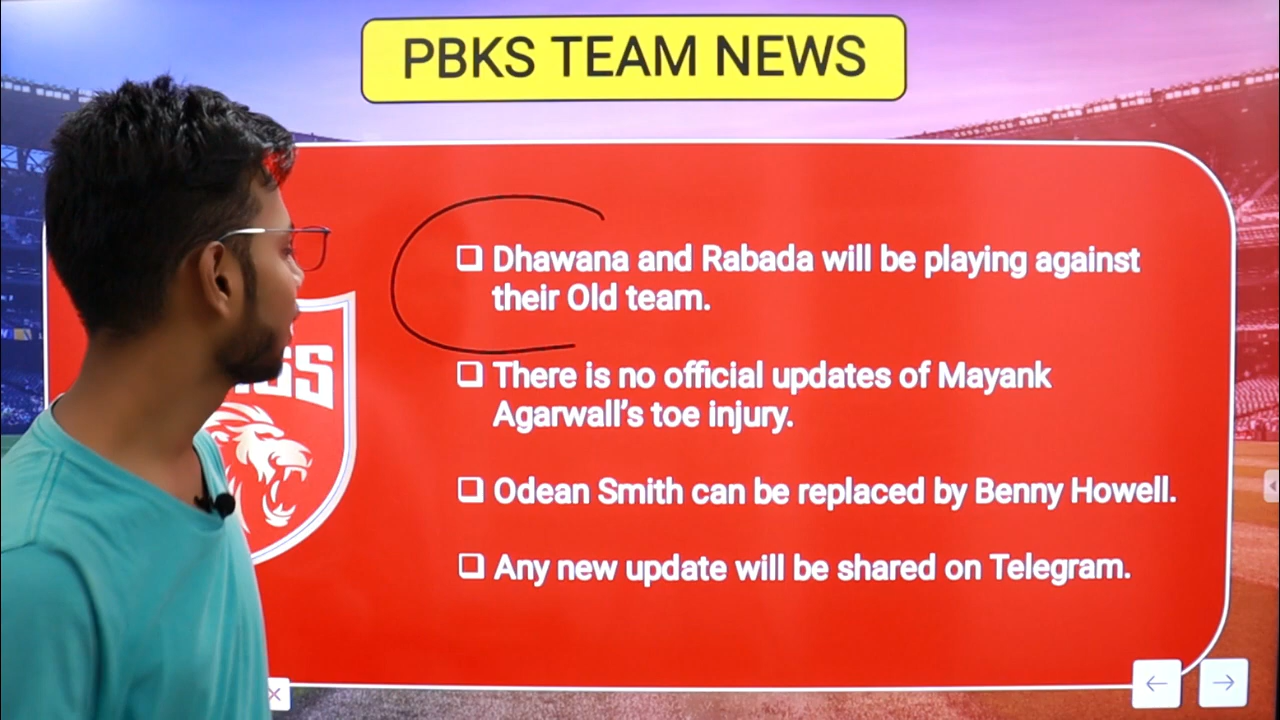 PBKS TEAM NEWS
❑ Dhawana and Rabada will be playing against
their Old team.
❑ There is no official updates of Mayank
Agarwall's toe injury.
❑ Odean Smith can be replaced by Benny Howell.
❑ Any new update will be shared on Telegram.